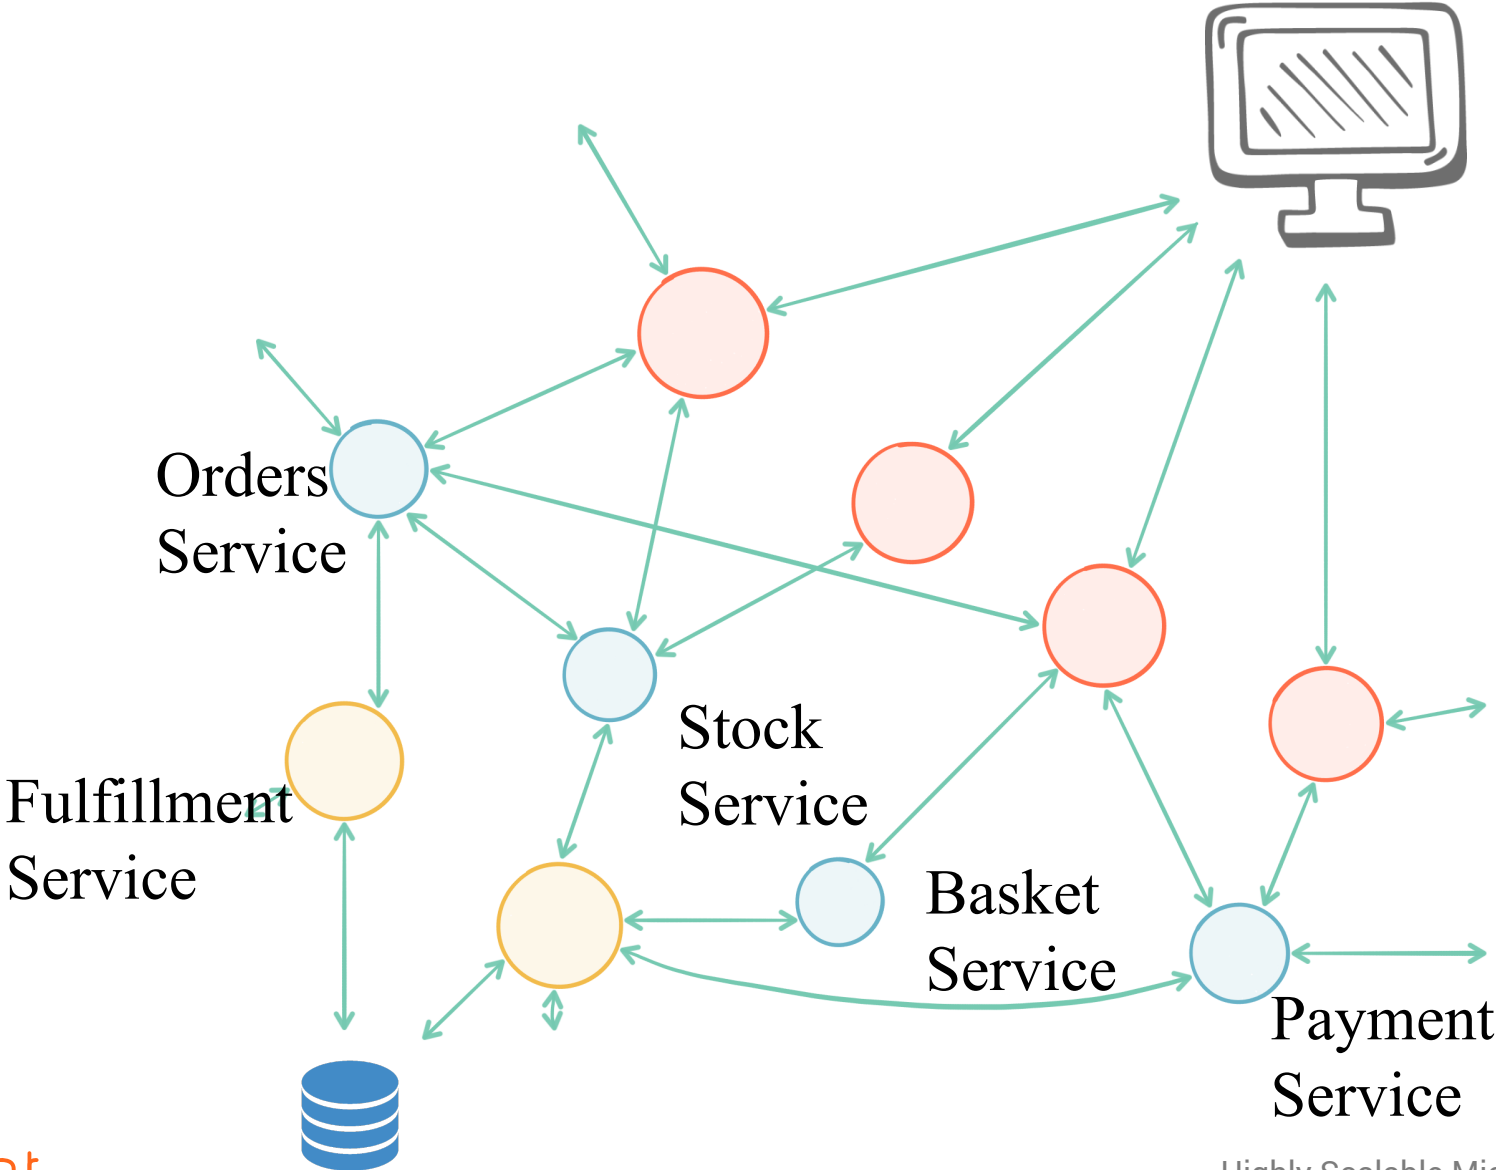 Orders
Service
Stock
Service
Fulfillment
Service
Basket
Service
Payment
Service